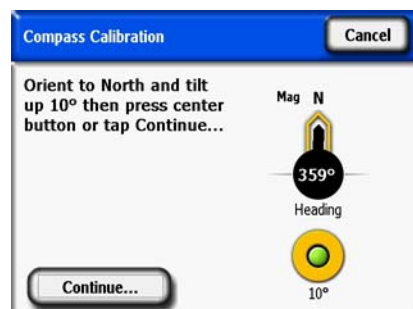 Compass Calibration
Cancel
Orient to North and tilt
up 10° then press center
button or tap Continue...
Mag N
359°
Heading
10°
Continue...